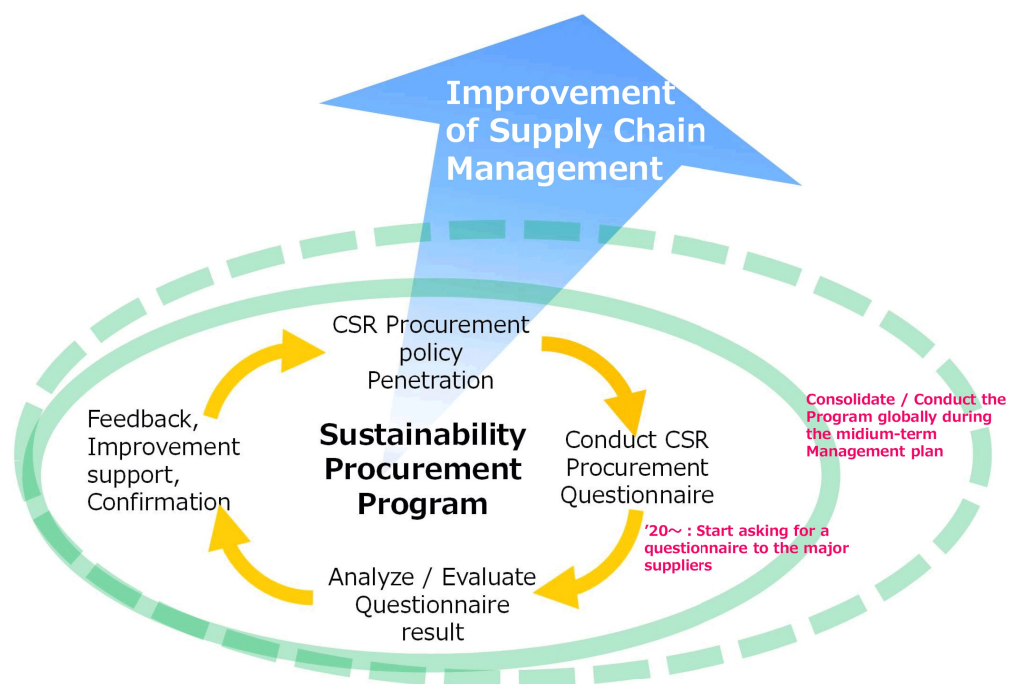 Improvement
of Supply Chain
Management
CSR Procurement
policy
Penetration
Feedback,
Improvement
support,
Confirmation
Sustainability
Procurement
Program
Conduct CSR
Procurement
Questionnaire
Consolidate / Conduct the
Program globally during
the midium-term
Management plan
’20～ : Start asking for a
questionnaire to the major
suppliers
Analyze / Evaluate
Questionnaire
result